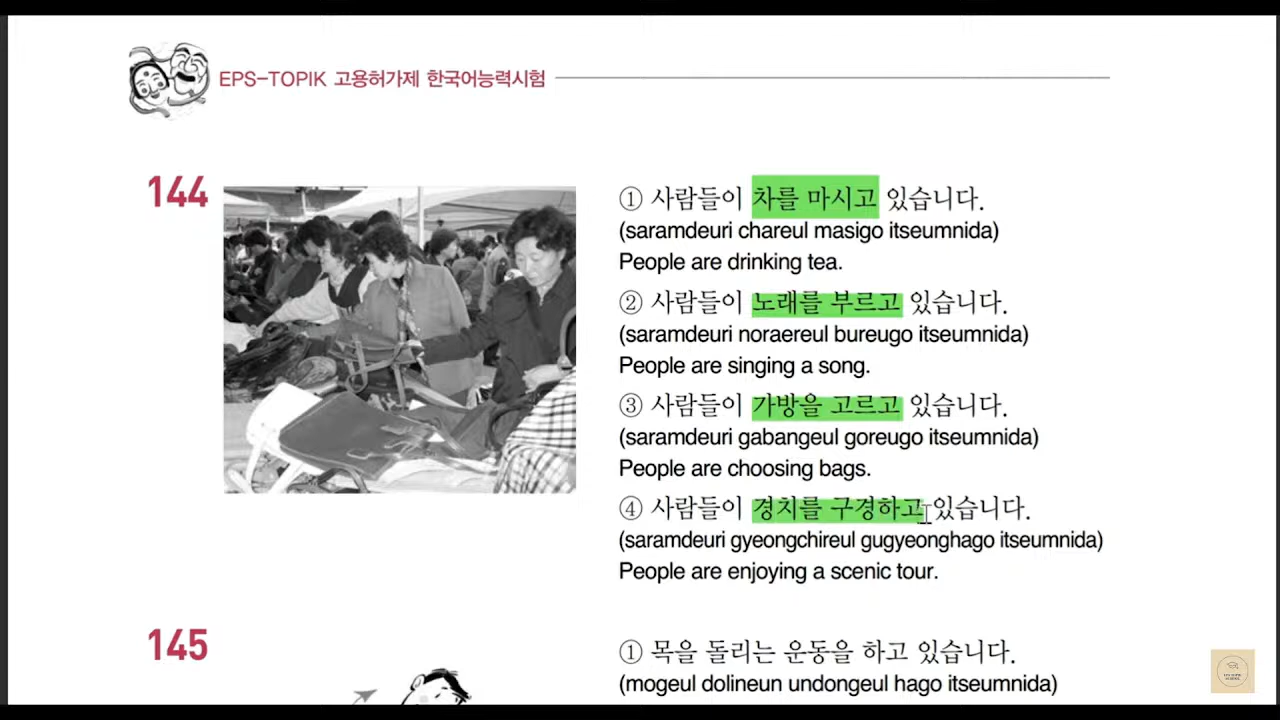 EPS-TOPIK 고용허가제 한국어능력시험
144
① 사람들이 차를 마시고 있습니다.
(saramdeuri chareul masigo itseumnida)
People are drinking tea.
② 사람들이 노래를 부르고 있습니다.
(saramdeuri noraereul bureugo itseumnida)
People are singing a song.
③ 사람들이 가방을 고르고 있습니다.
(saramdeuri gabangeul goreugo itseumnida)
People are choosing bags.
④ 사람들이 경치를 구경하고 있습니다.
(saramdeuri gyeongchireul gugyeonghago itseumnida)
People are enjoying a scenic tour.
145
① 목을 돌리는 운동을 하고 있습니다.
(mogeul dolineun undongeul hago itseumnida)